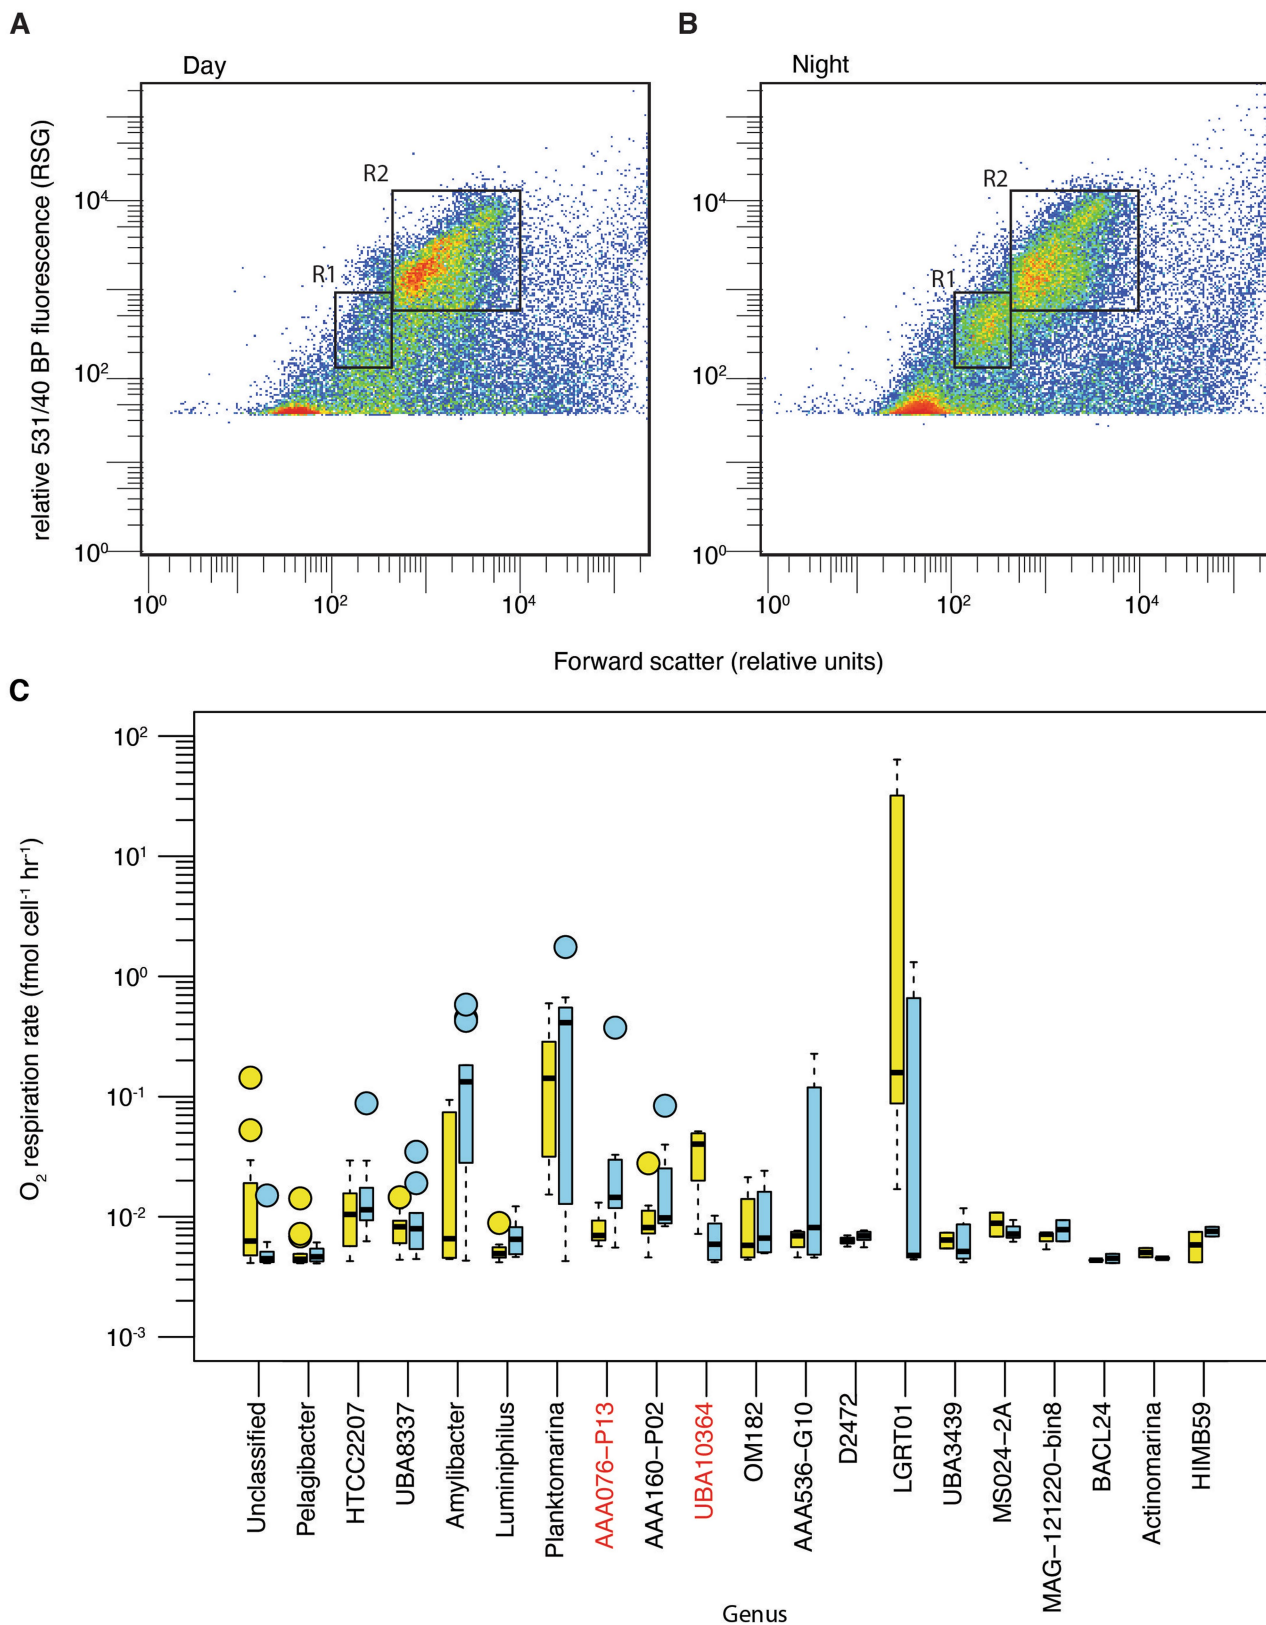 A
B
Day
Night
relative 531/40 BP fluorescence (RSG)
R2
R1
10⁴
10²
10⁰
10⁰
10²
10⁴
R2
R1
10⁴
10²
10⁰
10⁰
10²
10⁴
Forward scatter (relative units)
C
O₂ respiration rate (fmol cell⁻¹ hr⁻¹)
10²
10¹
10⁰
10⁻¹
10⁻²
10⁻³
Unclassified
Pelagibacter
HTCC2207
UBA8337
Amylibacter
Luminiphilus
Planktomarina
AAA076−P13
AAA160−P02
UBA10364
OM182
AAA536−G10
D2472
LGRT01
UBA3439
MS024−2A
MAG−121220−bin8
BACL24
Actinomarina
HIMB59
Genus